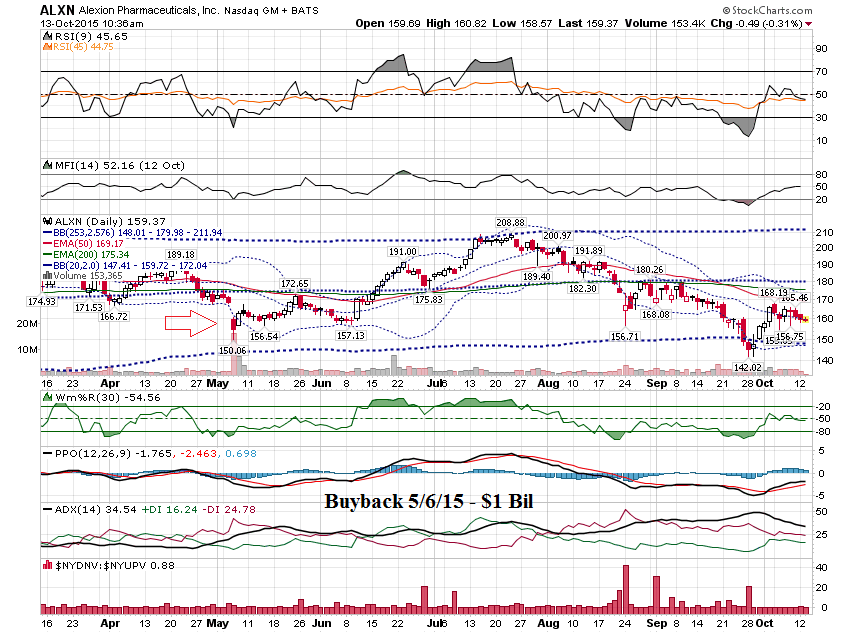 ALXN Alexion Pharmaceuticals, Inc. Nasdaq GM + BATS
© StockCharts.com
13-Oct-2015 10:36am
Open 159.69 High 160.82 Low 158.57 Last 159.37 Volume 153.4K Chg -0.49 (-0.31%)
RSI(9) 45.65
RSI(45) 44.75
90
70
50
30
10
MFI(14) 52.16 (12 Oct)
80
50
20
ALXN (Daily) 159.37
BB(253,2.576) 148.01 - 179.98 - 211.94
EMA(50) 169.17
EMA(200) 175.34
BB(20,2.0) 147.41 - 159.72 - 172.04
Volume 153,365
208.88
200.97
191.00
191.89
189.18
189.40
180.26
182.30
172.65
175.83
174.93
171.53
166.72
168.19
165.46
168.08
156.54
157.13
156.71
156.75
150.06
142.02
210
200
190
180
170
160
150
140
20M
10M
16 23 Apr 13 20 27 May 11 18 26 Jun 8 15 22 Jul 6 13 20 27 Aug 10 17 24 Sep 8 14 21 28 Oct 12
Wm%R(30) -54.56
-20
-50
-80
PPO(12,26,9) -1.765, -2.463, 0.698
5
0
-5
Buyback 5/6/15 - $1 Bil
ADX(14) 34.54 +DI 16.24 -DI 24.78
50
25
$NYDNV:$NYUPV 0.88
40
20
0
16 23 Apr 13 20 27 May 11 18 26 Jun 8 15 22 Jul 6 13 20 27 Aug 10 17 24 Sep 8 14 21 28 Oct 12